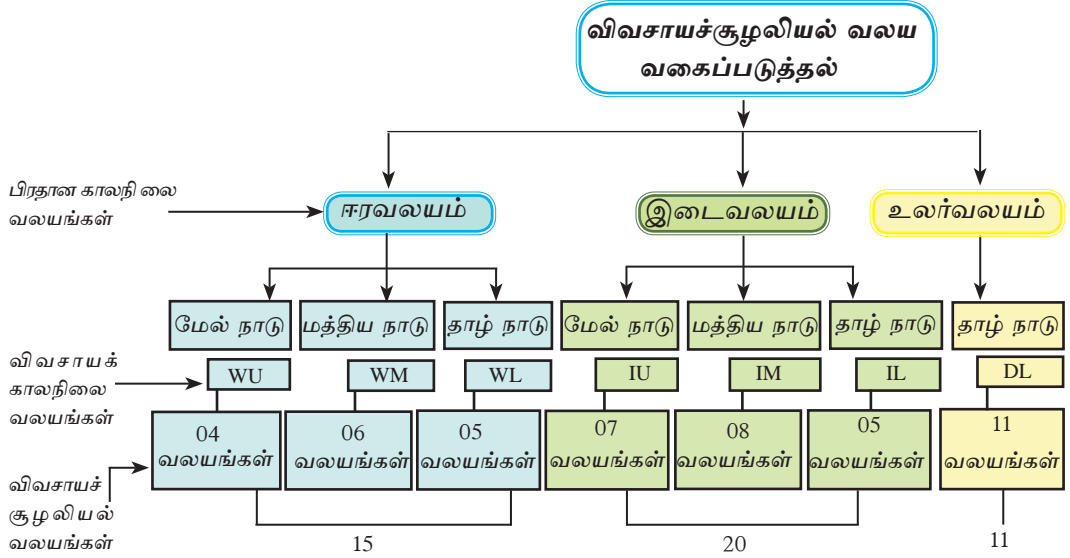 விவசாயச்சூழலியல் வலய
வகைப்படுத்தல்
பிரதான காலநிலை
வலயங்கள்
ஈரவலயம்
இடைவலயம்
உலர்வலயம்
மேல் நாடு
மத்திய நாடு
தாழ் நாடு
மேல் நாடு
மத்திய நாடு
தாழ் நாடு
தாழ் நாடு
விவசாயக்
காலநிலை
வலயங்கள்
WU
WM
WL
IU
IM
IL
DL
விவசாயச்
சூழலியல்
வலயங்கள்
04
வலயங்கள்
06
வலயங்கள்
05
வலயங்கள்
07
வலயங்கள்
08
வலயங்கள்
05
வலயங்கள்
11
வலயங்கள்
15
20
11